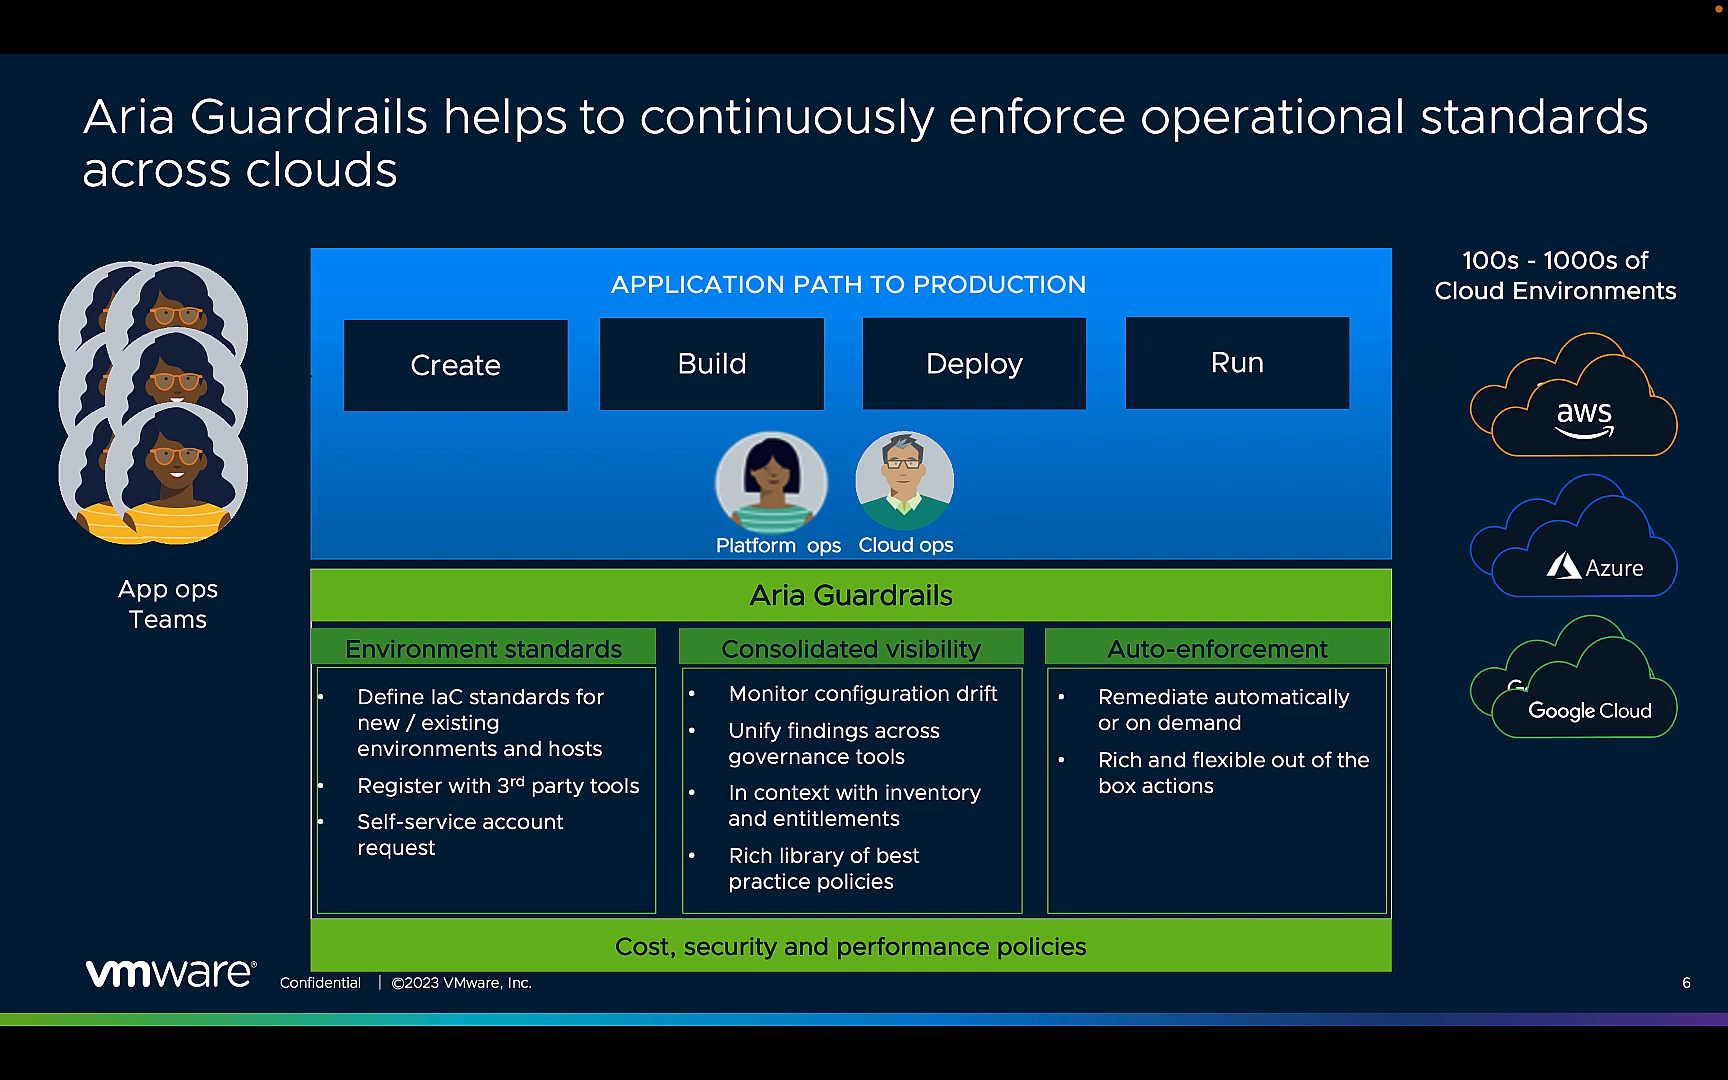 Aria Guardrails helps to continuously enforce operational standards
across clouds
App ops
Teams
APPLICATION PATH TO PRODUCTION
Create
Build
Deploy
Run
Platform ops
Cloud ops
Aria Guardrails
Environment standards
• Define IaC standards for
new / existing
environments and hosts
• Register with 3rd party tools
• Self-service account
request
Consolidated visibility
• Monitor configuration drift
• Unify findings across
governance tools
• In context with inventory
and entitlements
• Rich library of best
practice policies
Auto-enforcement
• Remediate automatically
or on demand
• Rich and flexible out of the
box actions
Cost, security and performance policies
100s - 1000s of
Cloud Environments
aws
Azure
Google Cloud
vmware®
Confidential | ©2023 VMware, Inc.
6